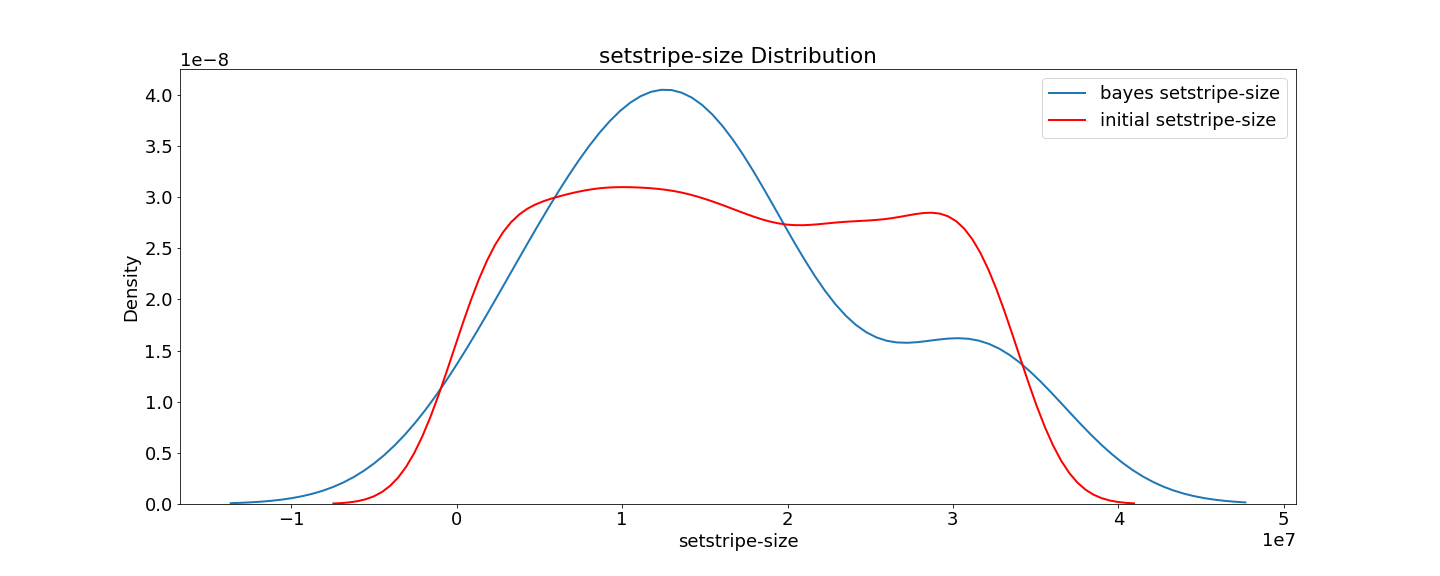 setstripe-size Distribution
1e−8
bayes setstripe-size
initial setstripe-size
4.0
3.5
3.0
2.5
2.0
1.5
1.0
0.5
0.0
Density
−1 0 1 2 3 4 5
setstripe-size
1e7